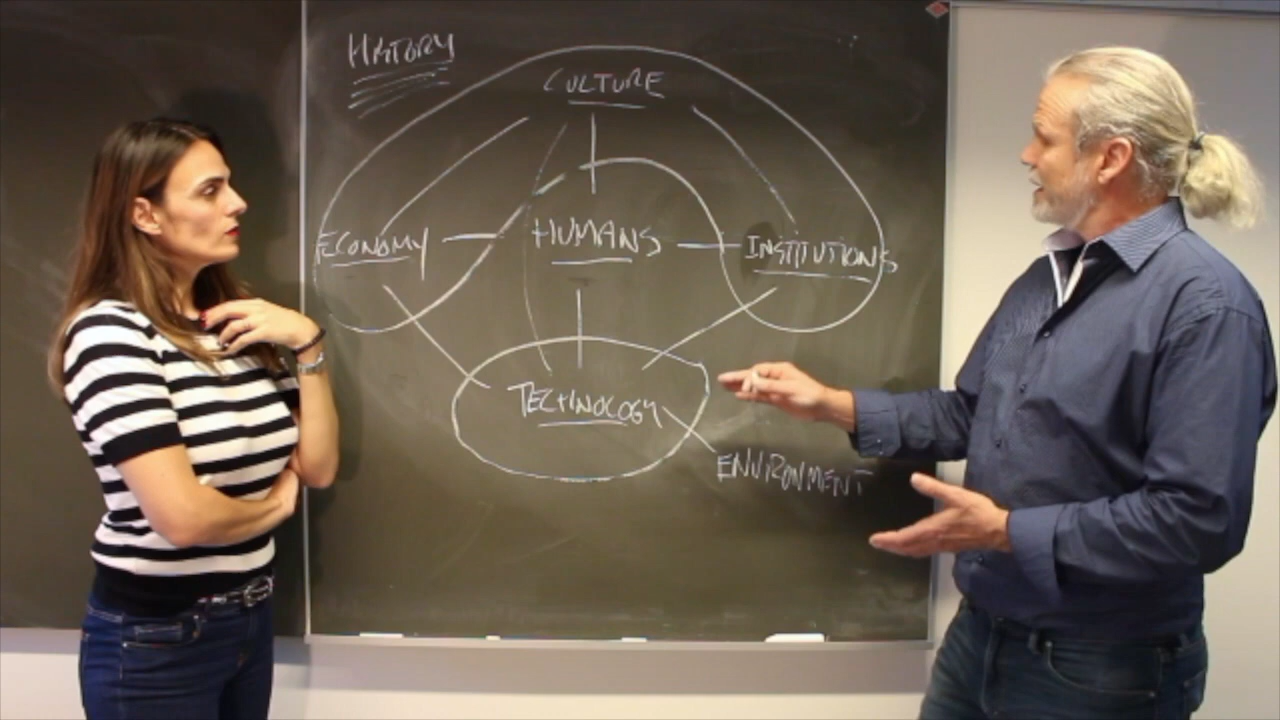 HISTORY
CULTURE
ECONOMY HUMANS INSTITUTIONS
TECHNOLOGY
ENVIRONMENT